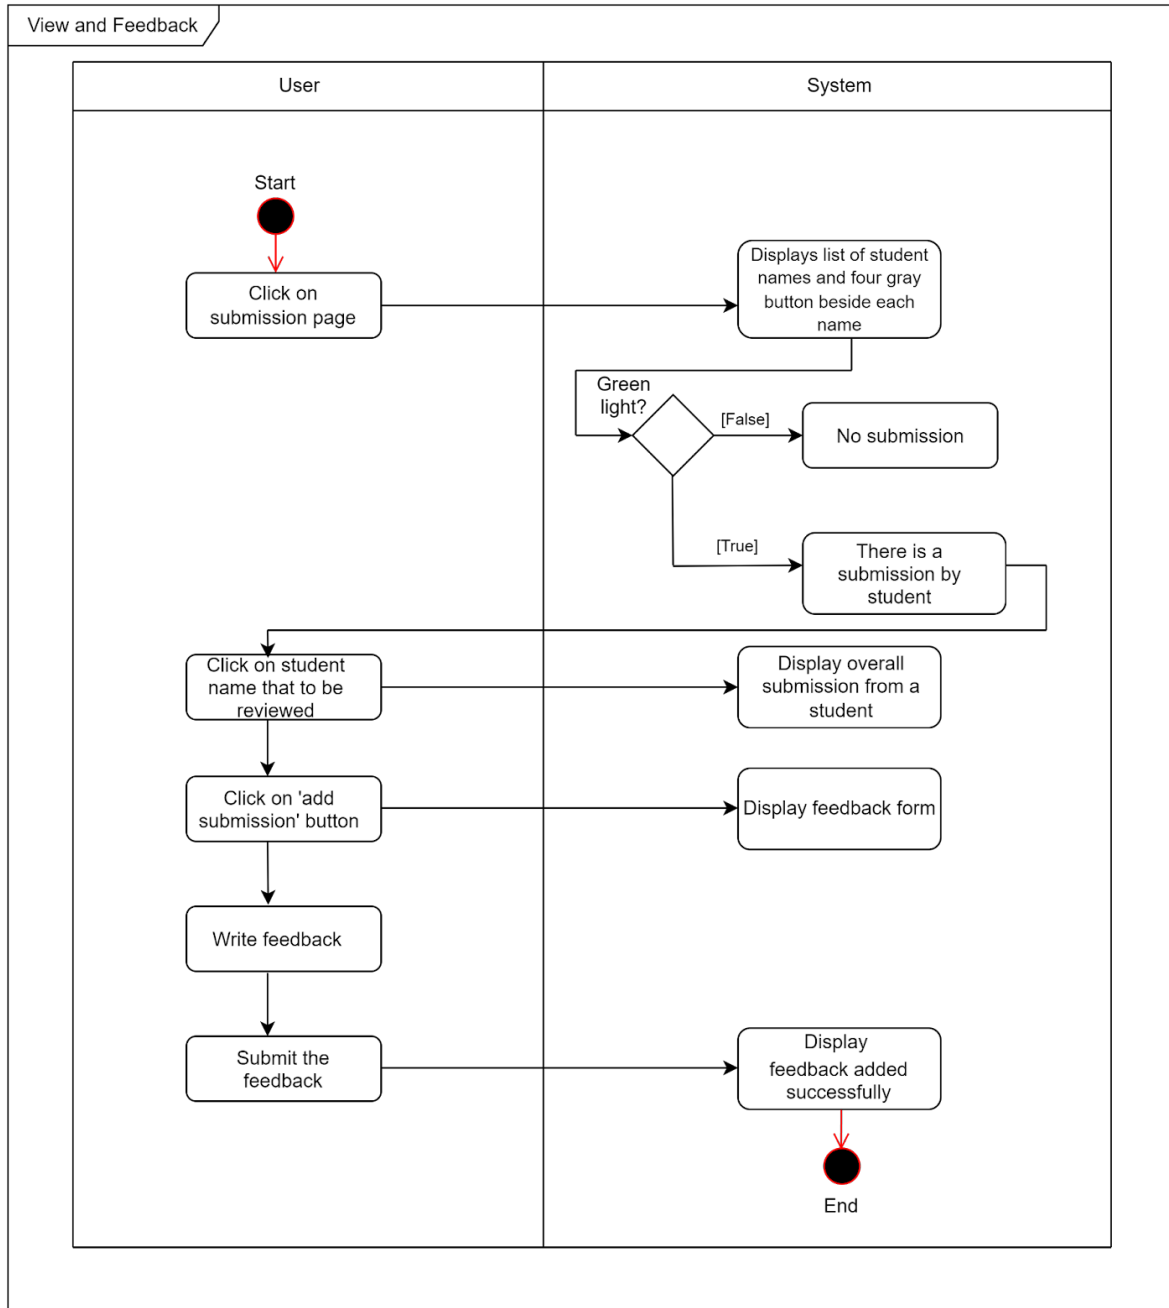 View and Feedback
User
System
Start
Click on
submission page
Displays list of student
names and four gray
button beside each
name
Green
light?
[False]
No submission
[True]
There is a
submission by
student
Click on student
name that to be
reviewed
Display overall
submission from a
student
Click on 'add
submission' button
Display feedback form
Write feedback
Submit the
feedback
Display
feedback added
successfully
End